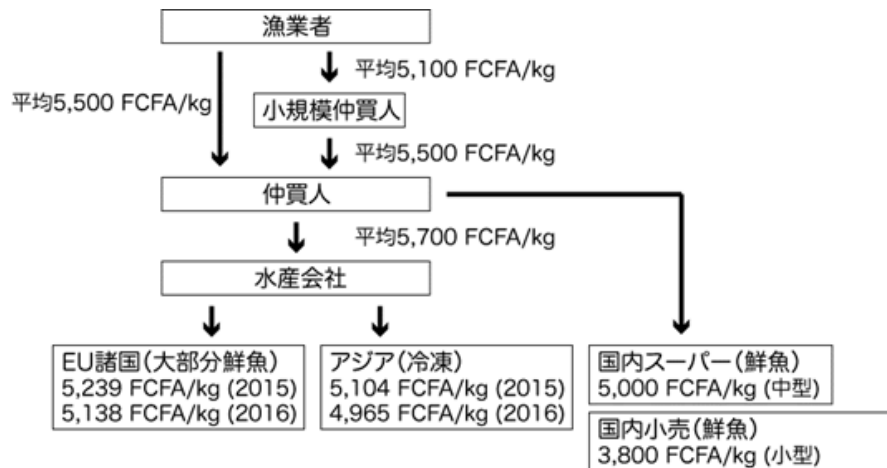 漁業者
平均5,100 FCFA/kg
平均5,500 FCFA/kg
小規模仲買人
平均5,500 FCFA/kg
仲買人
平均5,700 FCFA/kg
水産会社
EU諸国(大部分鮮魚)
5,239 FCFA/kg (2015)
5,138 FCFA/kg (2016)
アジア(冷凍)
5,104 FCFA/kg (2015)
4,965 FCFA/kg (2016)
国内スーパー(鮮魚)
5,000 FCFA/kg (中型)
国内小売(鮮魚)
3,800 FCFA/kg (小型)